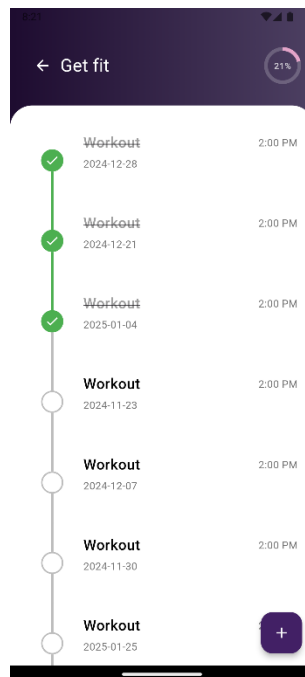 8:21
Get fit
21%
Workout
2:00 PM
2024-12-28
Workout
2:00 PM
2024-12-21
Workout
2:00 PM
2025-01-04
Workout
2:00 PM
2024-11-23
Workout
2:00 PM
2024-12-07
Workout
2:00 PM
2024-11-30
Workout
2025-01-25